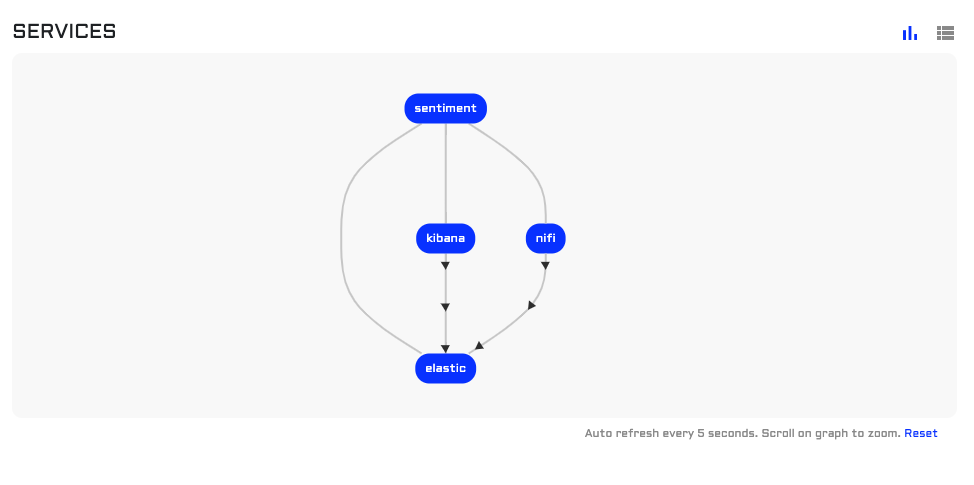 SERVICES
sentiment
kibana
nifi
elastic
Auto refresh every 5 seconds. Scroll on graph to zoom. Reset